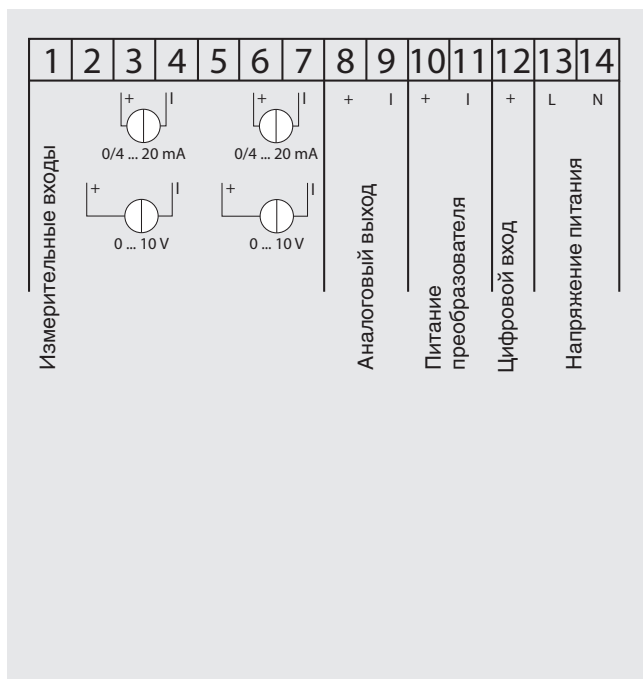 1 2 3 4 5 6 7 8 9 10 11 12 13 14
+ I + I + I + I + L N
0/4 ... 20 mA 0/4 ... 20 mA
+ I + I
0 ... 10 V 0 ... 10 V
Измерительные входы
Аналоговый выход
Питание
преобразователя
Цифровой вход
Напряжение питания